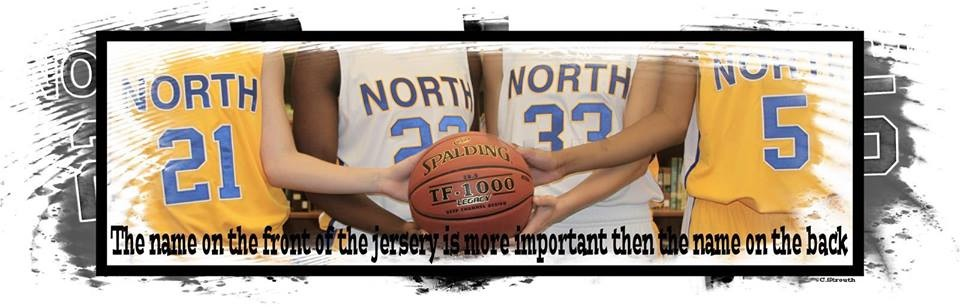 NORTH
21
NORTH
NORTH
33
NORTH
5
SPALDING
TF-1000
LEGACY
The name on the front of the jersery is more important then the name on the back